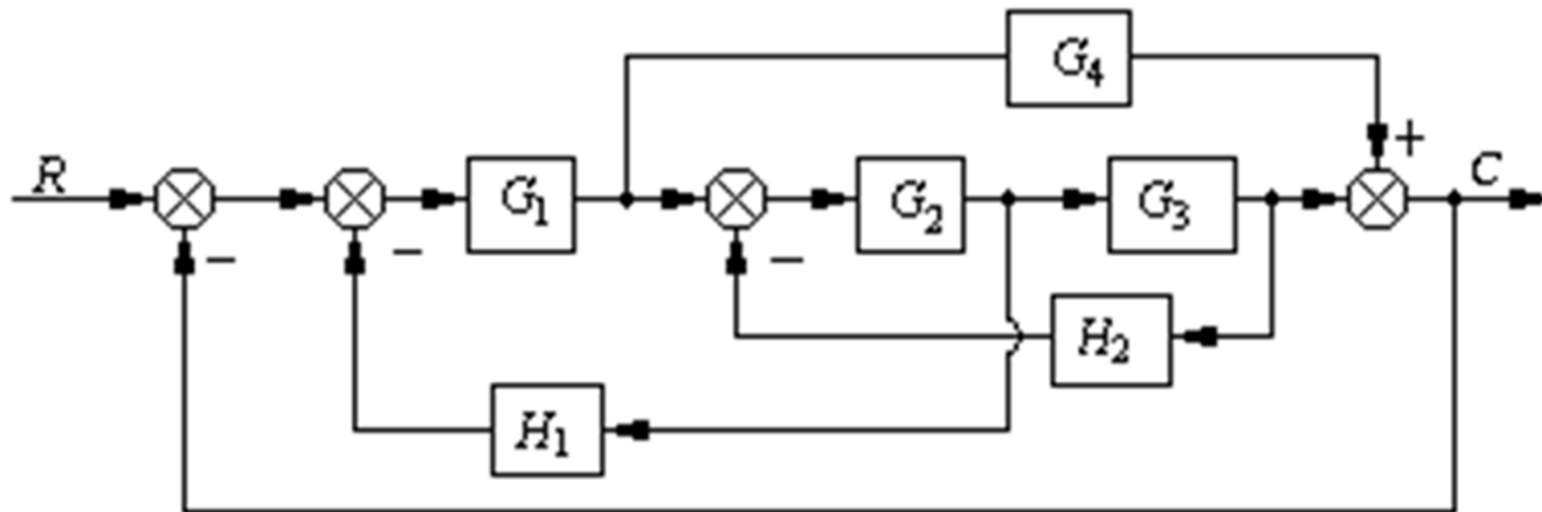 G₄
+
R
G₁
G₂
G₃
C
−
−
−
H₂
H₁